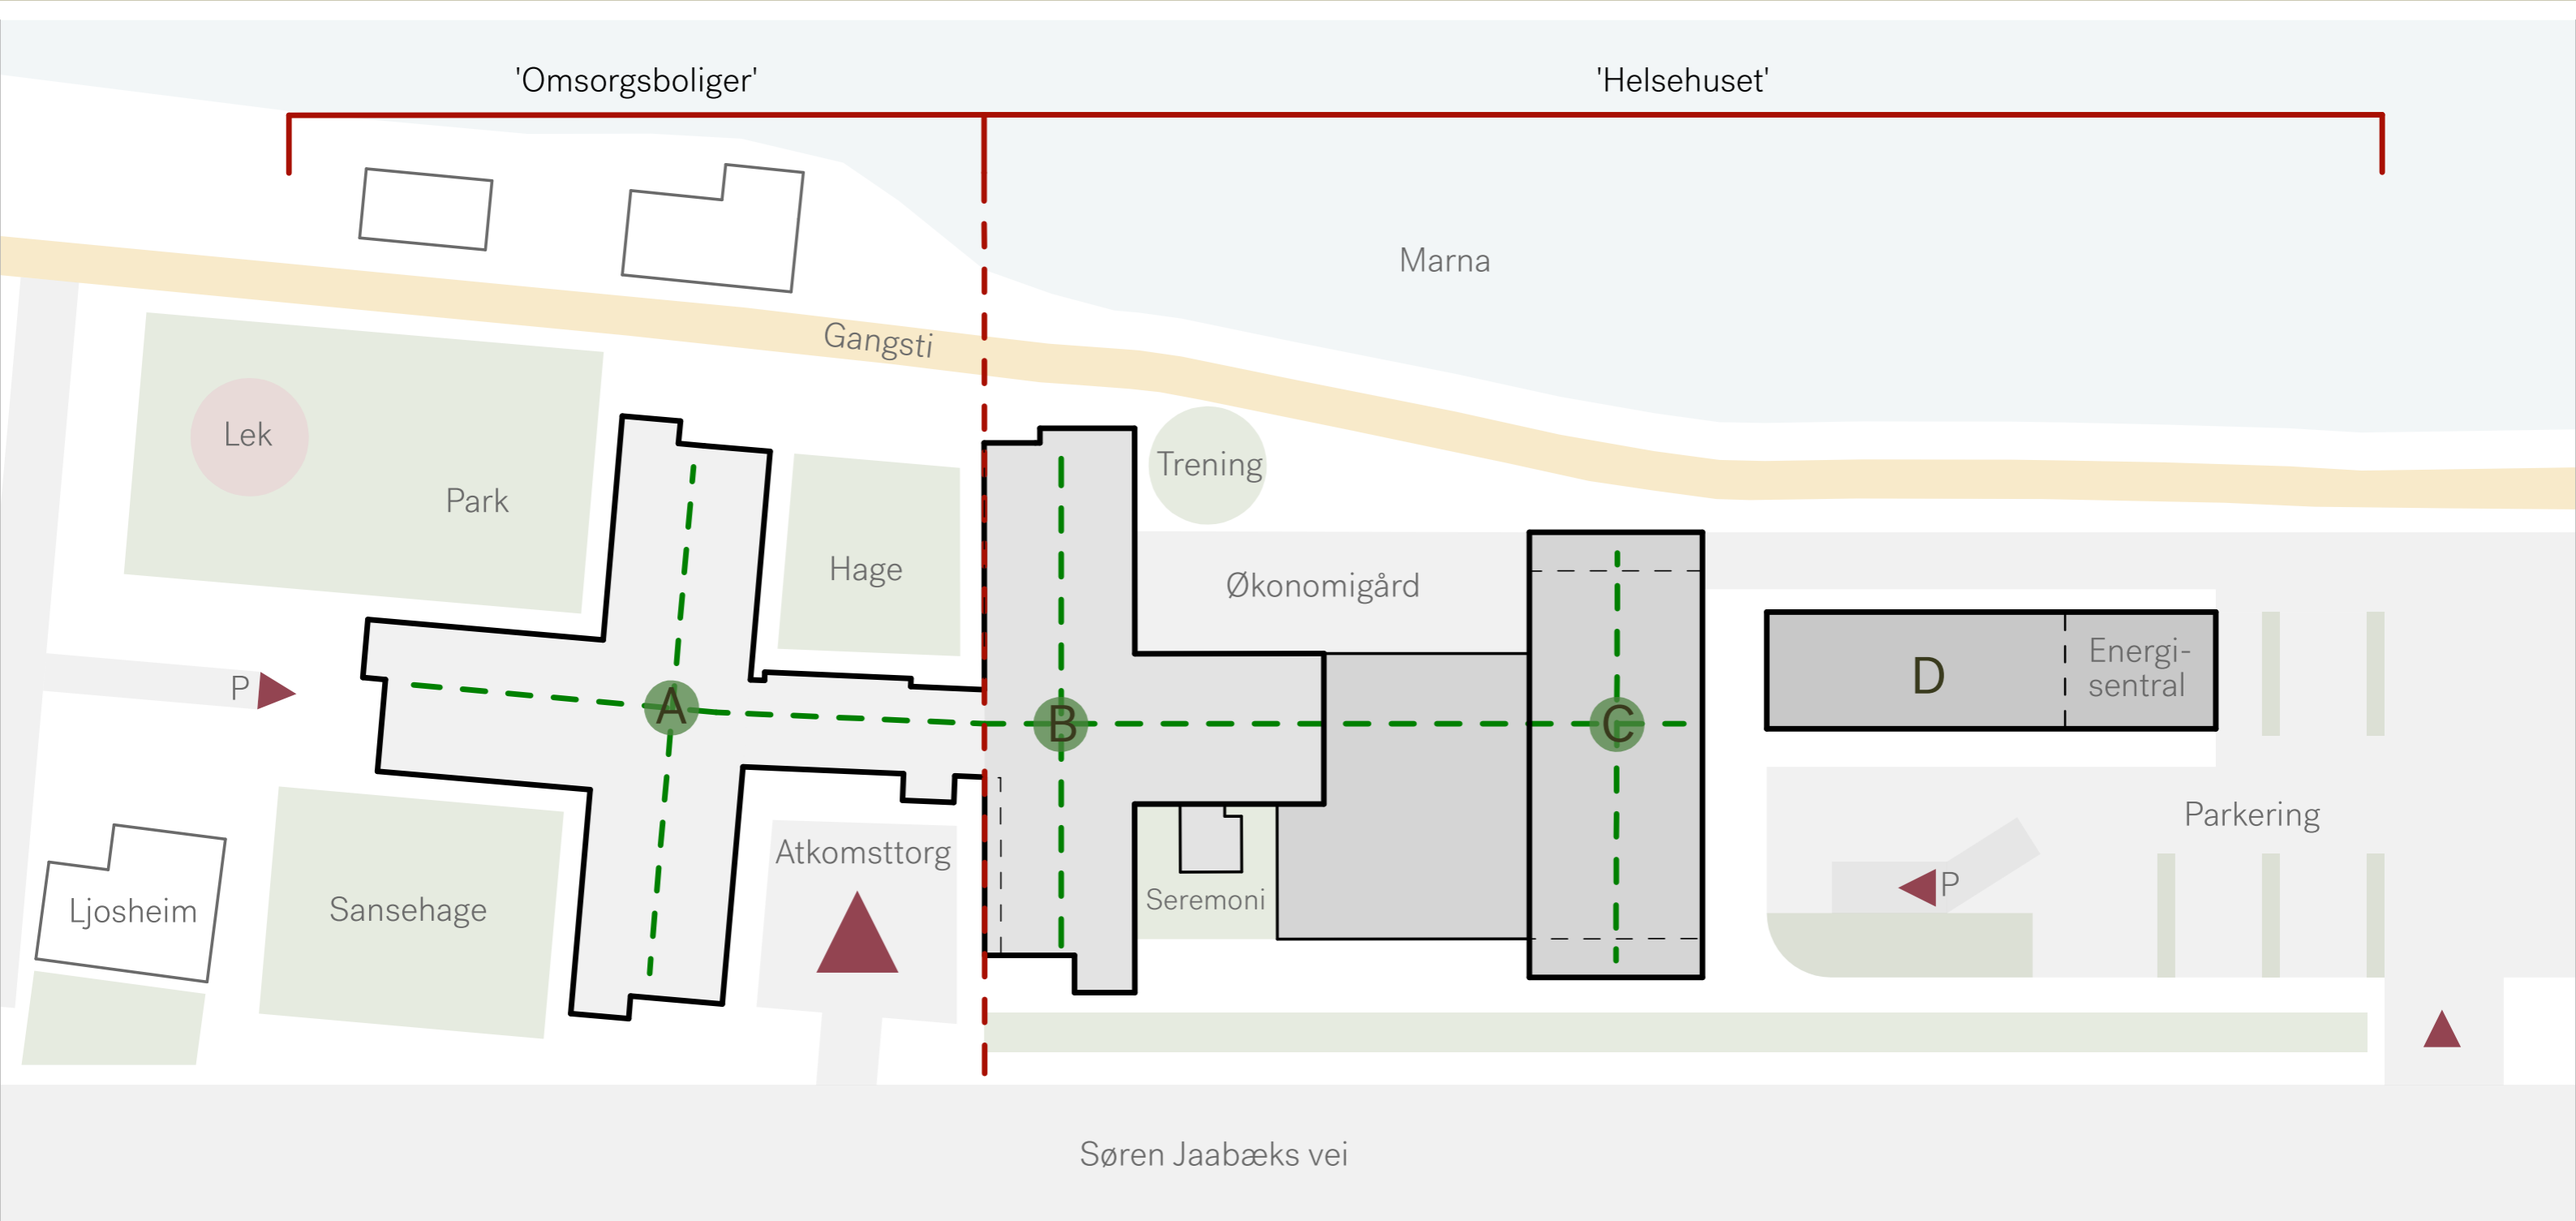 'Omsorgsboliger'
'Helsehuset'
Marna
Gangsti
Lek
Park
Trening
Hage
Økonomigård
Energi-
sentral
D
P
A
B
C
Parkering
Atkomsttorg
P
Seremoni
Ljosheim
Sansehage
Søren Jaabæks vei